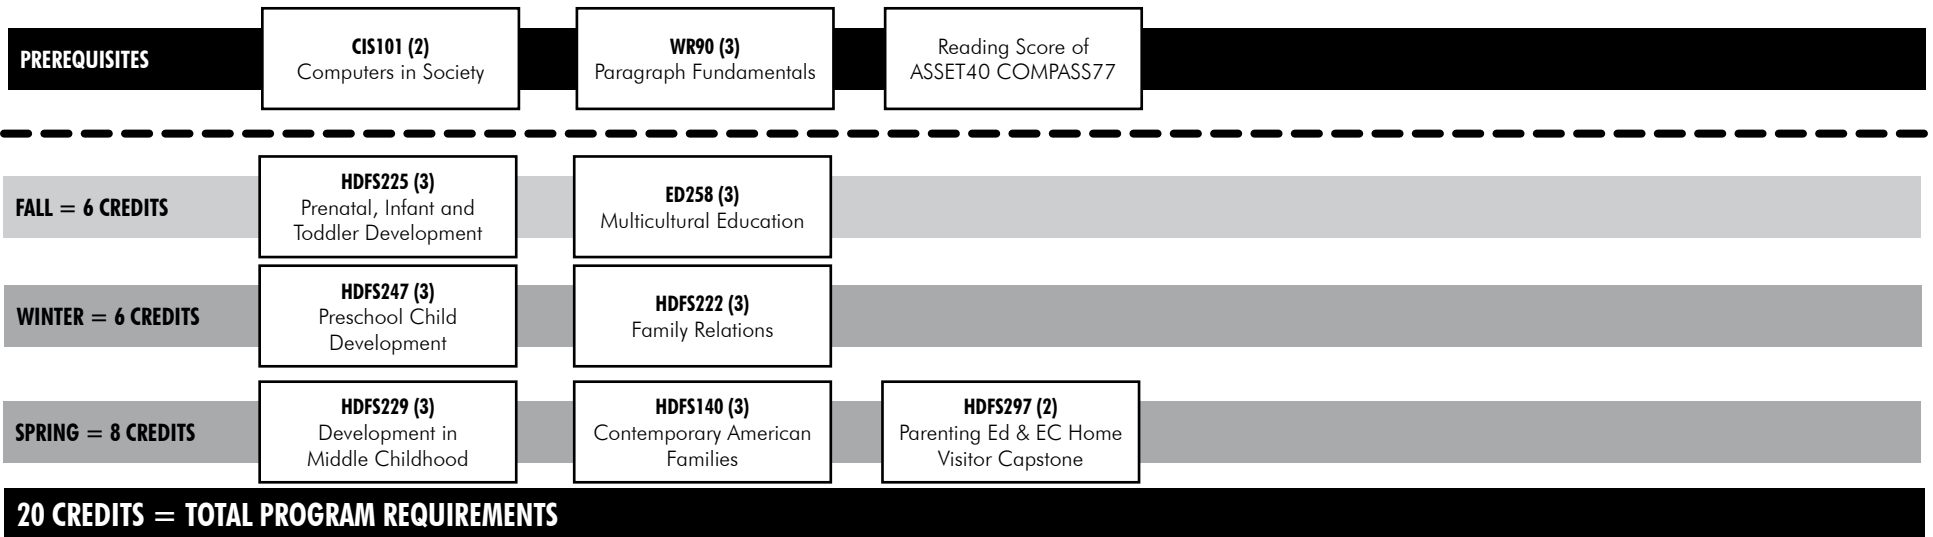 PREREQUISITES
CIS101 (2)
Computers in Society
WR90 (3)
Paragraph Fundamentals
Reading Score of
ASSET40 COMPASS77
FALL = 6 CREDITS
HDFS225 (3)
Prenatal, Infant and
Toddler Development
ED258 (3)
Multicultural Education
WINTER = 6 CREDITS
HDFS247 (3)
Preschool Child
Development
HDFS222 (3)
Family Relations
SPRING = 8 CREDITS
HDFS229 (3)
Development in
Middle Childhood
HDFS140 (3)
Contemporary American
Families
HDFS297 (2)
Parenting Ed & EC Home
Visitor Capstone
20 CREDITS = TOTAL PROGRAM REQUIREMENTS